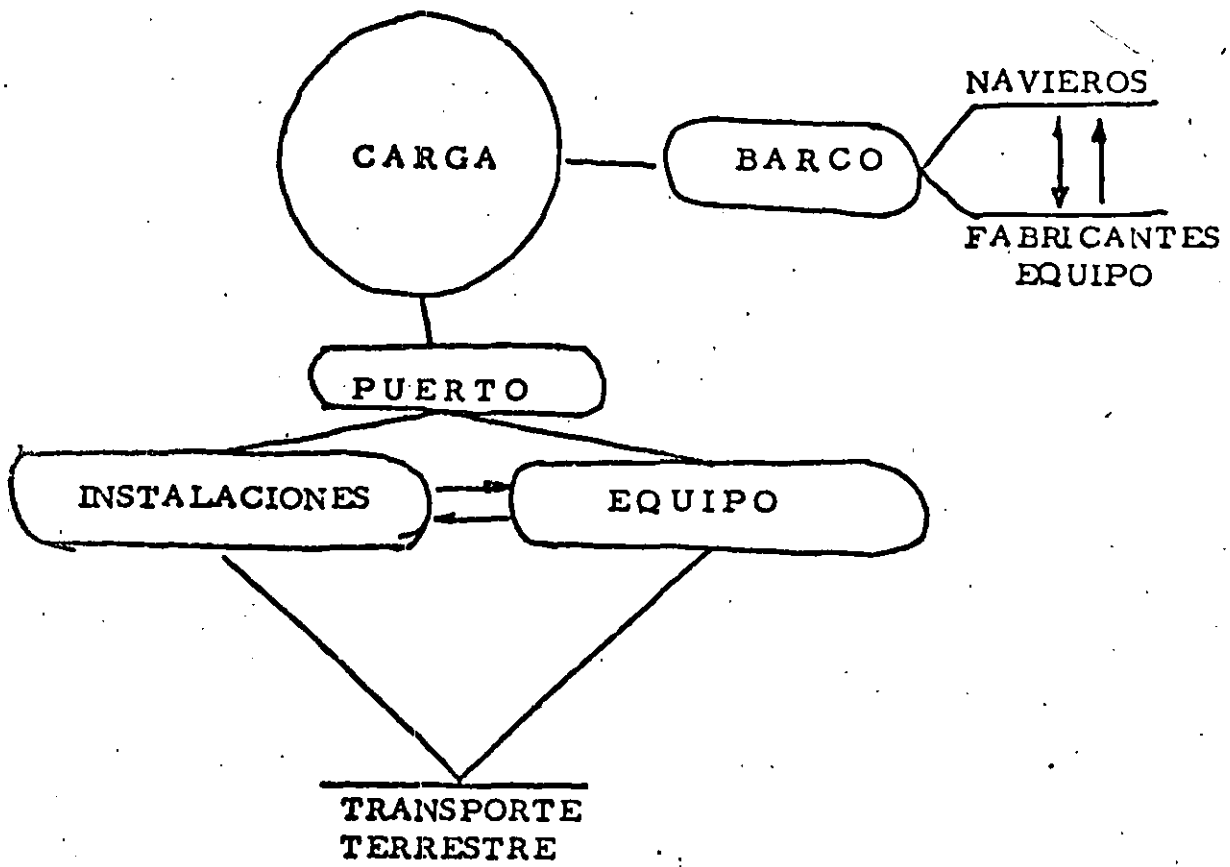 NAVIEROS
CARGA
BARCO
FABRICANTES
EQUIPO
PUERTO
INSTALACIONES
EQUIPO
TRANSPORTE
TERRESTRE